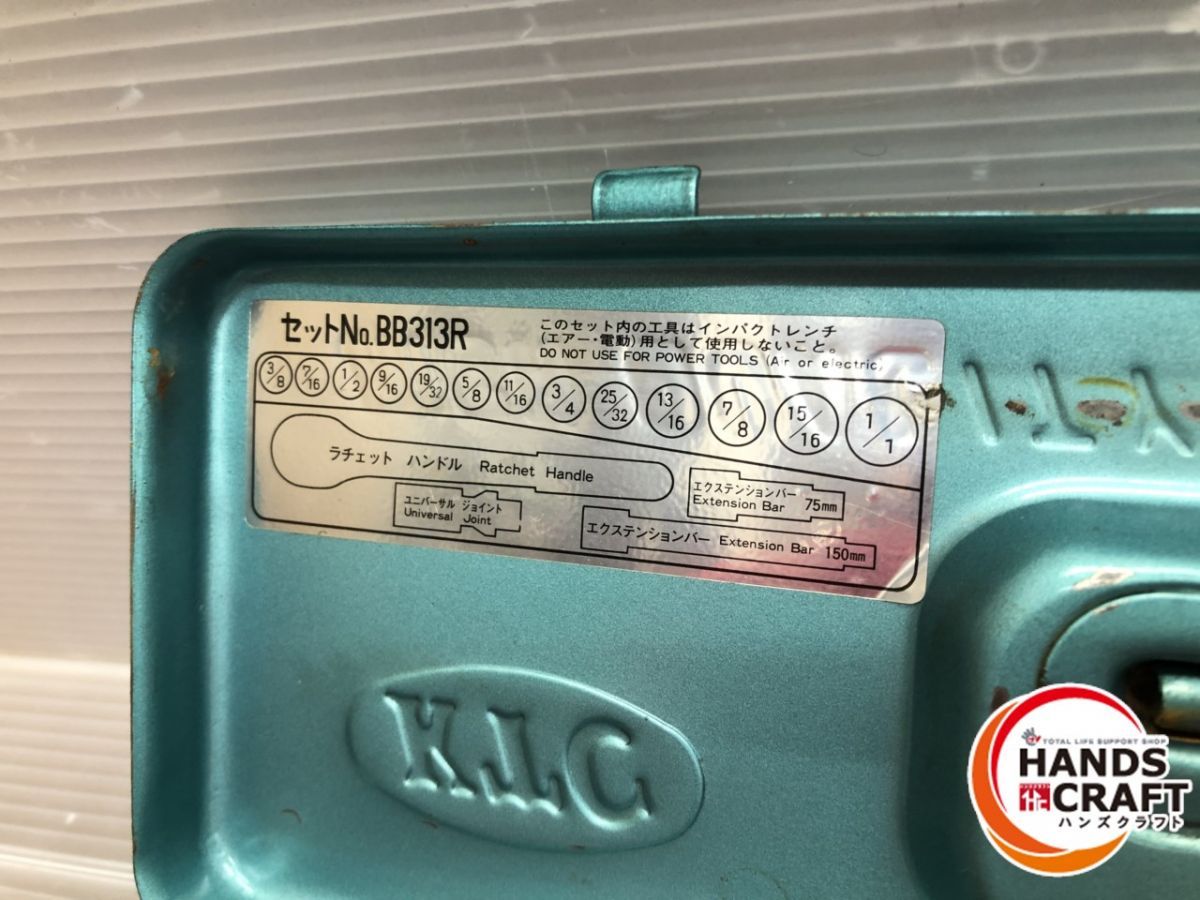 セットNo.BB313R
このセット内の工具はインパクトレンチ
(エアー・電動)用として使用しないこと。
DO NOT USE FOR POWER TOOLS (Air or electric)
3/8 7/16 1/2 9/16 19/32 5/8 11/16 3/4 25/32 13/16 7/8 15/16 1/1
ラチェット ハンドル Ratchet Handle
エクステンションバー
Extension Bar 75mm
ユニバーサル ジョイント
Universal Joint
エクステンションバー Extension Bar 150mm
KTC
TOTAL LIFE SUPPORT SHOP
HANDS
CRAFT
ハンズクラフト